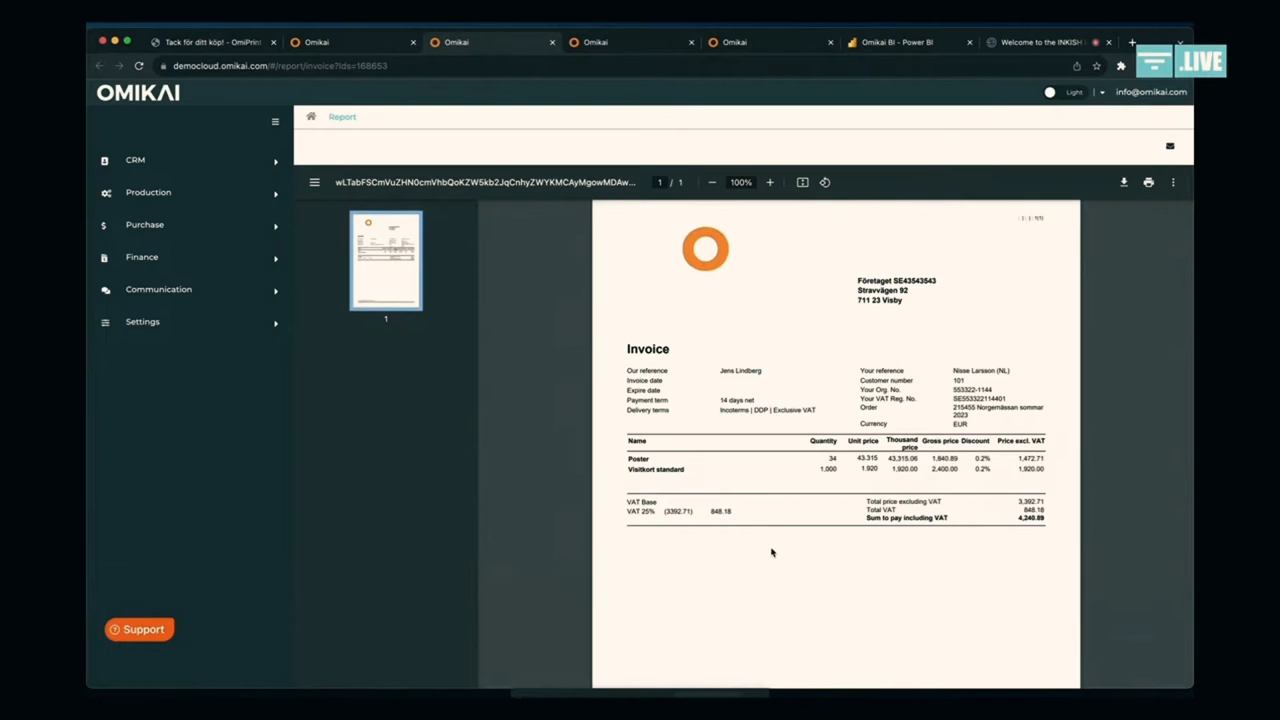 Tack för ditt köp! - OmiPrint
Omikai
Omikai
Omikai
Omikai
Omikai BI - Power BI
Welcome to the INKISH
.LIVE
democloud.omikai.com/#/report/invoice?Ids=168653
OMIKAI
Light
info@omikai.com
Report
CRM
Production
Purchase
Finance
Communication
Settings
Support
wLTabFSCmVuZHN0cmVhbQoKZW5kb2JqCnhyZWYKMCAyMgowMDAw...
1 / 1
100%
1
Företaget SE43543543
Stravvägen 92
711 23 Visby
Invoice
Our reference Jens Lindberg
Invoice date
Expire date
Payment term 14 days net
Delivery terms Incoterms | DDP | Exclusive VAT
Your reference Nisse Larsson (NL)
Customer number 101
Your Org. No. 553322-1144
Your VAT Reg. No. SE553322114401
Order 215455 Norgemässan sommar
2023
Currency EUR
Name Quantity Unit price Thousand price Gross price Discount Price excl. VAT
Poster 34 43.315 43,315.06 1,840.89 0.2% 1,472.71
Visitkort standard 1,000 1.920 1,920.00 2,400.00 0.2% 1,920.00
VAT Base
VAT 25% (3392.71) 848.18
Total price excluding VAT 3,392.71
Total VAT 848.18
Sum to pay including VAT 4,240.89